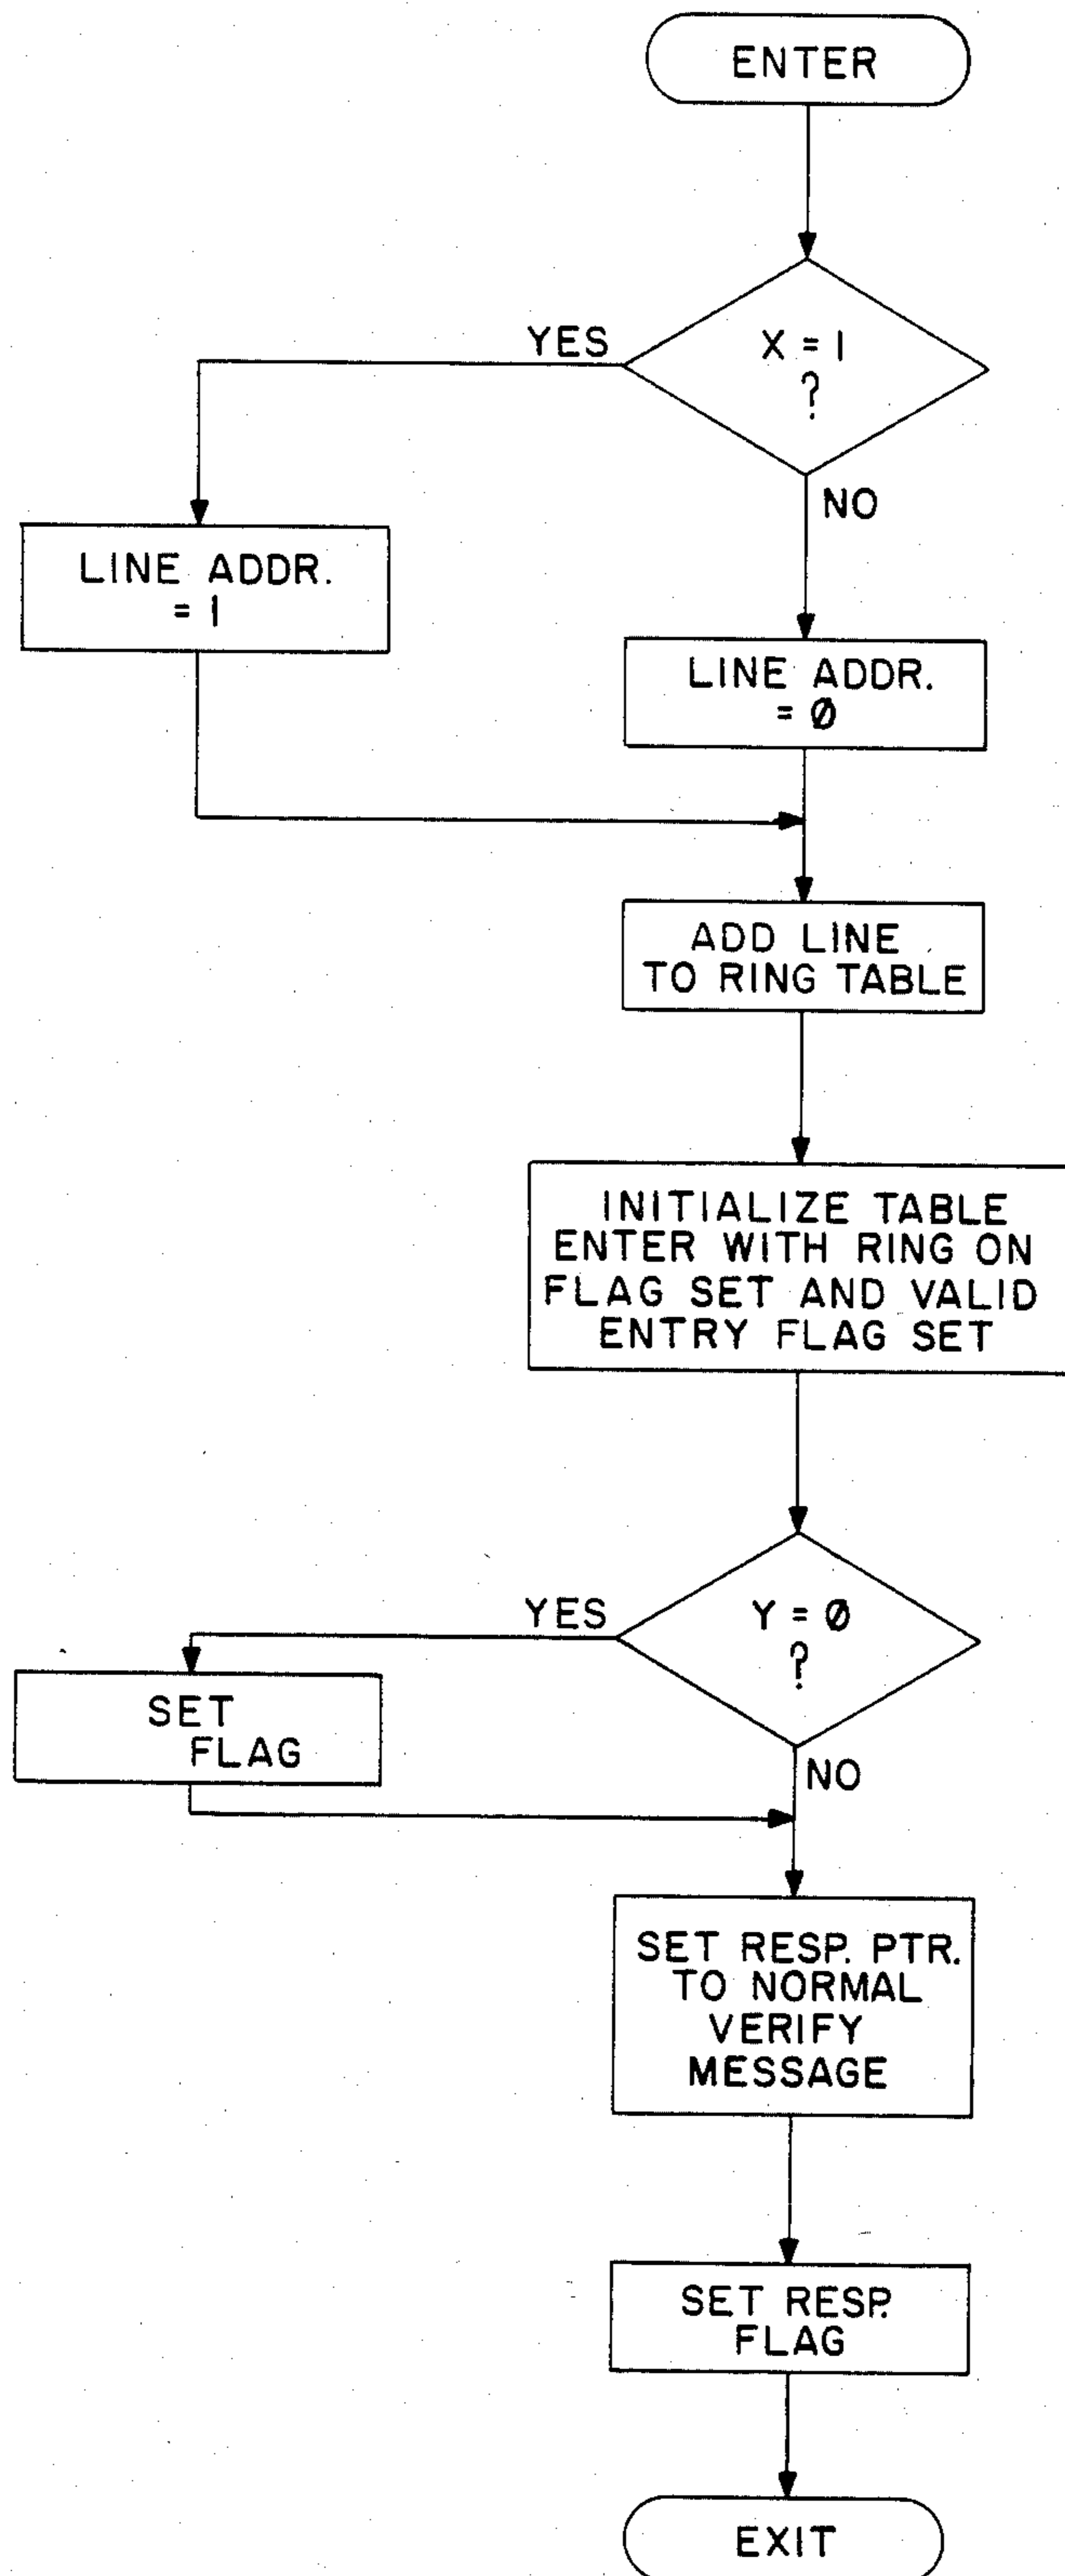 ENTER
X = 1
?
YES
NO
LINE ADDR.
= 1
LINE ADDR.
= Ø
ADD LINE
TO RING TABLE
INITIALIZE TABLE
ENTER WITH RING ON
FLAG SET AND VALID
ENTRY FLAG SET
Y = Ø
?
YES
NO
SET
FLAG
SET RESP. PTR.
TO NORMAL
VERIFY
MESSAGE
SET RESP.
FLAG
EXIT